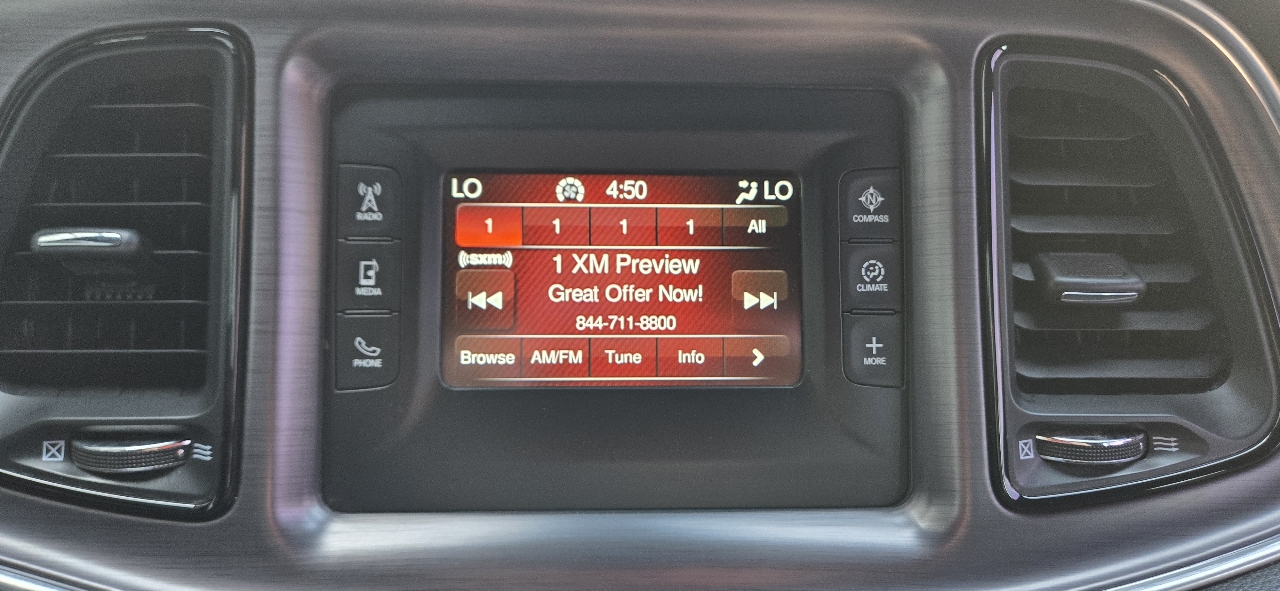 LO 4:50 LO
1 1 1 1 All
((sxm)) 1 XM Preview
Great Offer Now!
844-711-8800
Browse AM/FM Tune Info
RADIO
MEDIA
PHONE
N
COMPASS
CLIMATE
MORE